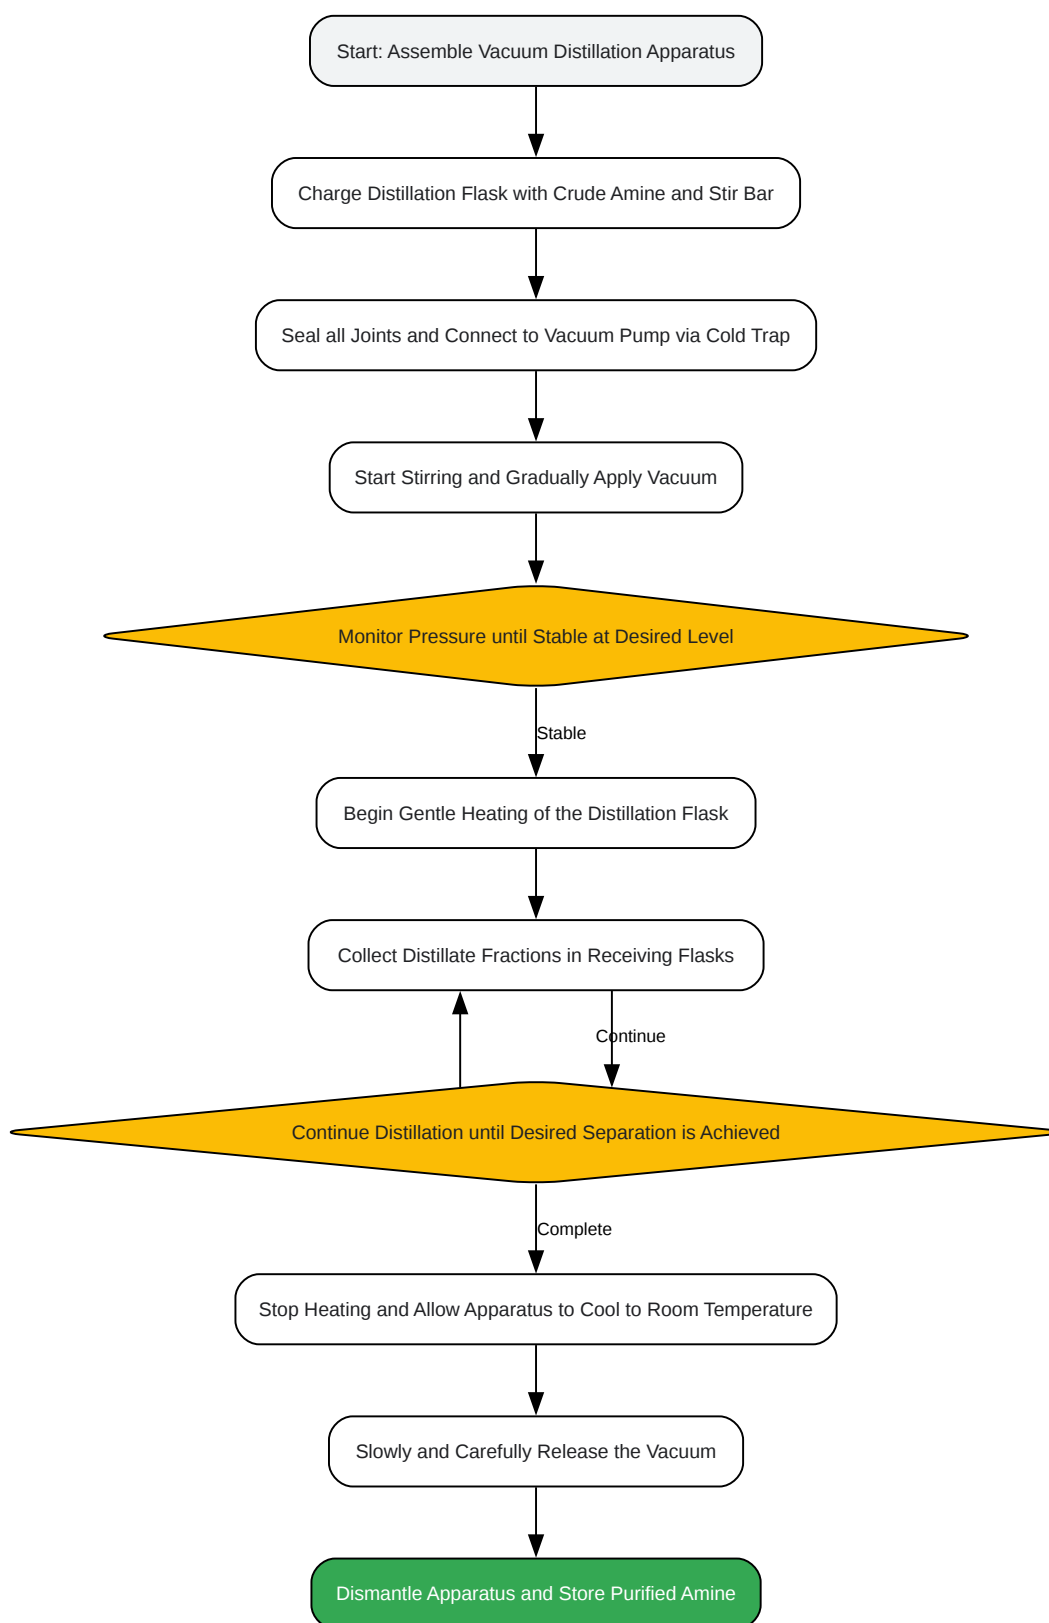 Start: Assemble Vacuum Distillation Apparatus
Charge Distillation Flask with Crude Amine and Stir Bar
Seal all Joints and Connect to Vacuum Pump via Cold Trap
Start Stirring and Gradually Apply Vacuum
Monitor Pressure until Stable at Desired Level
Stable
Begin Gentle Heating of the Distillation Flask
Collect Distillate Fractions in Receiving Flasks
Continue
Continue Distillation until Desired Separation is Achieved
Complete
Stop Heating and Allow Apparatus to Cool to Room Temperature
Slowly and Carefully Release the Vacuum
Dismantle Apparatus and Store Purified Amine